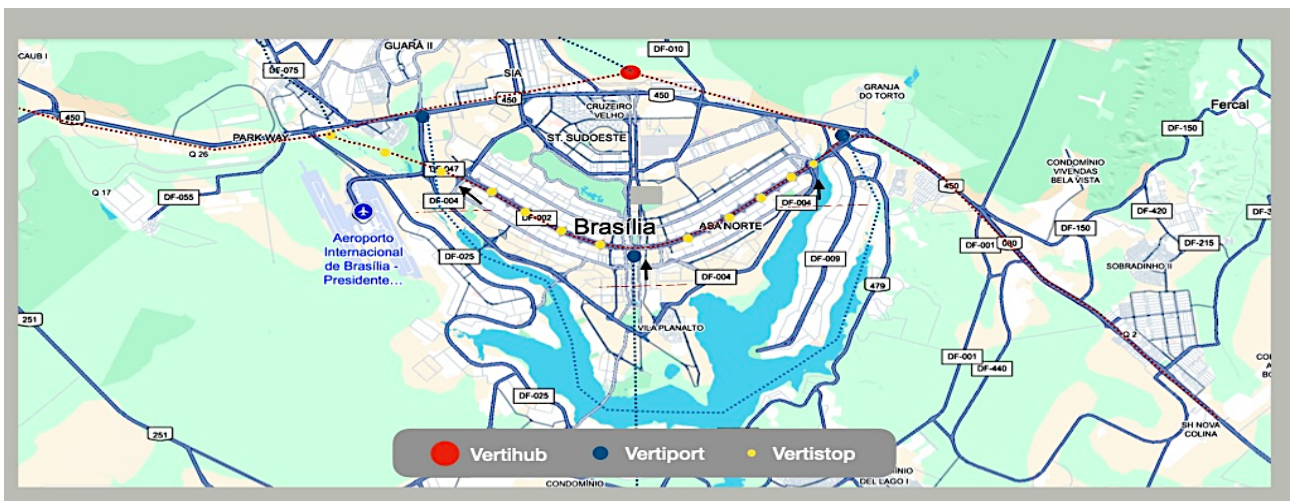 DF-010
GUARÁ II
CAUB I
DF-075
SIA
GRANJA
DO TORTO
450
450
CRUZEIRO
VELHO
Fercal
450
DF-150
PARK WAY
ST. SUDOESTE
Q 26
CONDOMÍNIO
VIVENDAS
BELA VISTA
DF-047
450
Q 17
DF-055
DF-004
DF-004
DF-420
DF-002
Brasília
ASA NORTE
DF-150
Aeroporto
Internacional
de Brasília -
Presidente...
DF-001
DF-215
DF-025
DF-009
SOBRADINHO II
DF-004
479
251
VILA PLANALTO
Q 2
DF-001
DF-440
DF-025
251
SH NOVA
COLINA
Vertihub
Vertiport
Vertistop
DEL LAGO I
CONDOMÍNIO